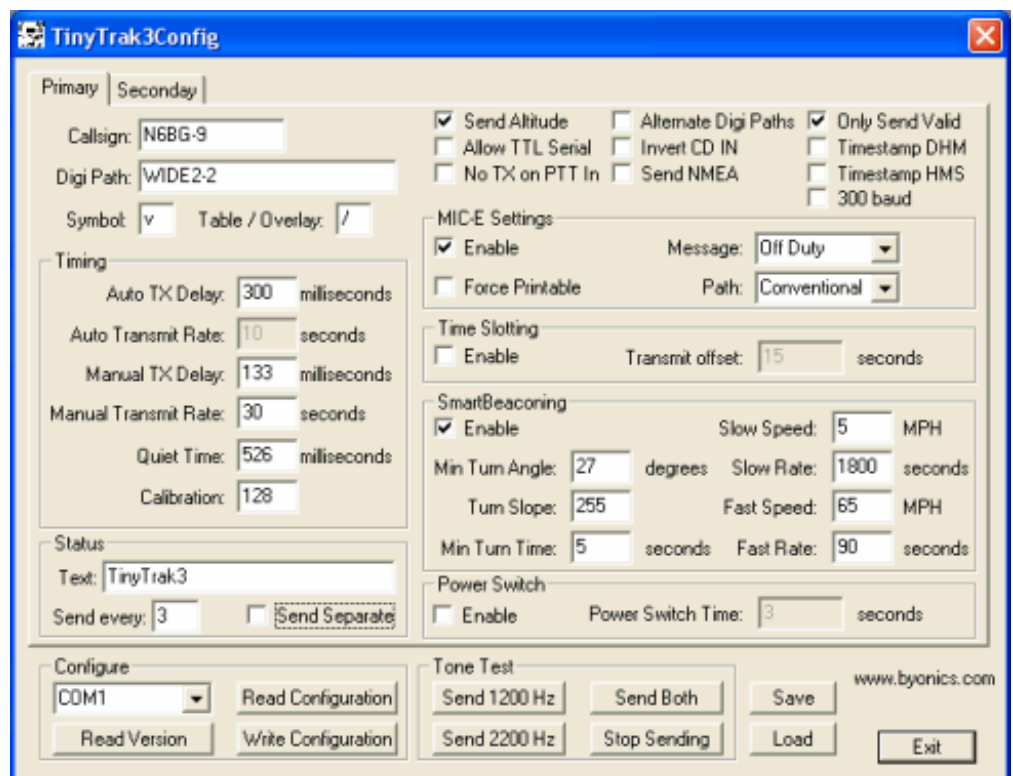 TinyTrak3Config
Primary Seconday
Callsign: N6BG-9
Digi Path: WIDE2-2
Symbol: v Table / Overlay: /
Send Altitude Alternate Digi Paths Only Send Valid
Allow TTL Serial Invert CD IN Timestamp DHM
No TX on PTT In Send NMEA Timestamp HMS
300 baud
Timing
Auto TX Delay: 300 milliseconds
Auto Transmit Rate: 10 seconds
Manual TX Delay: 133 milliseconds
Manual Transmit Rate: 30 seconds
Quiet Time: 526 milliseconds
Calibration: 128
MIC-E Settings
Enable Message: Off Duty
Force Printable Path: Conventional
Time Slotting
Enable Transmit offset: 15 seconds
SmartBeaconing
Enable Slow Speed: 5 MPH
Min Turn Angle: 27 degrees Slow Rate: 1800 seconds
Turn Slope: 255 Fast Speed: 65 MPH
Min Turn Time: 5 seconds Fast Rate: 90 seconds
Status
Text: TinyTrak3
Send every: 3 Send Separate
Power Switch
Enable Power Switch Time: 3 seconds
Configure
COM1 Read Configuration
Read Version Write Configuration
Tone Test
Send 1200 Hz Send Both
Send 2200 Hz Stop Sending
Save
Load
www.byonics.com
Exit